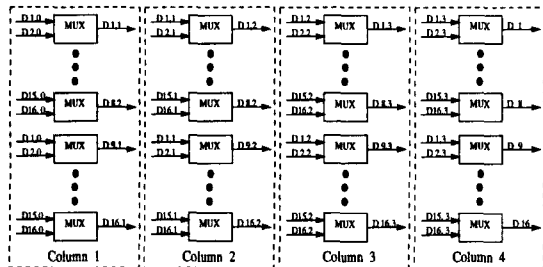 D1,0 MUX D1,1
D2,0
D15,0 MUX D8,2
D16,0
D1,0 MUX D9,1
D2,0
D15,0 MUX D16,1
D16,0
Column 1
D1,1 MUX D1,2
D2,1
D15,1 MUX D8,2
D16,1
D1,1 MUX D9,2
D2,1
D15,1 MUX D16,2
D16,1
Column 2
D1,2 MUX D1,3
D2,2
D15,2 MUX D8,3
D16,2
D1,2 MUX D9,3
D2,2
D15,2 MUX D16,3
D16,2
Column 3
D1,3 MUX D1
D2,3
D15,3 MUX D8
D16,3
D1,3 MUX D9
D2,3
D15,3 MUX D16
D16,3
Column 4